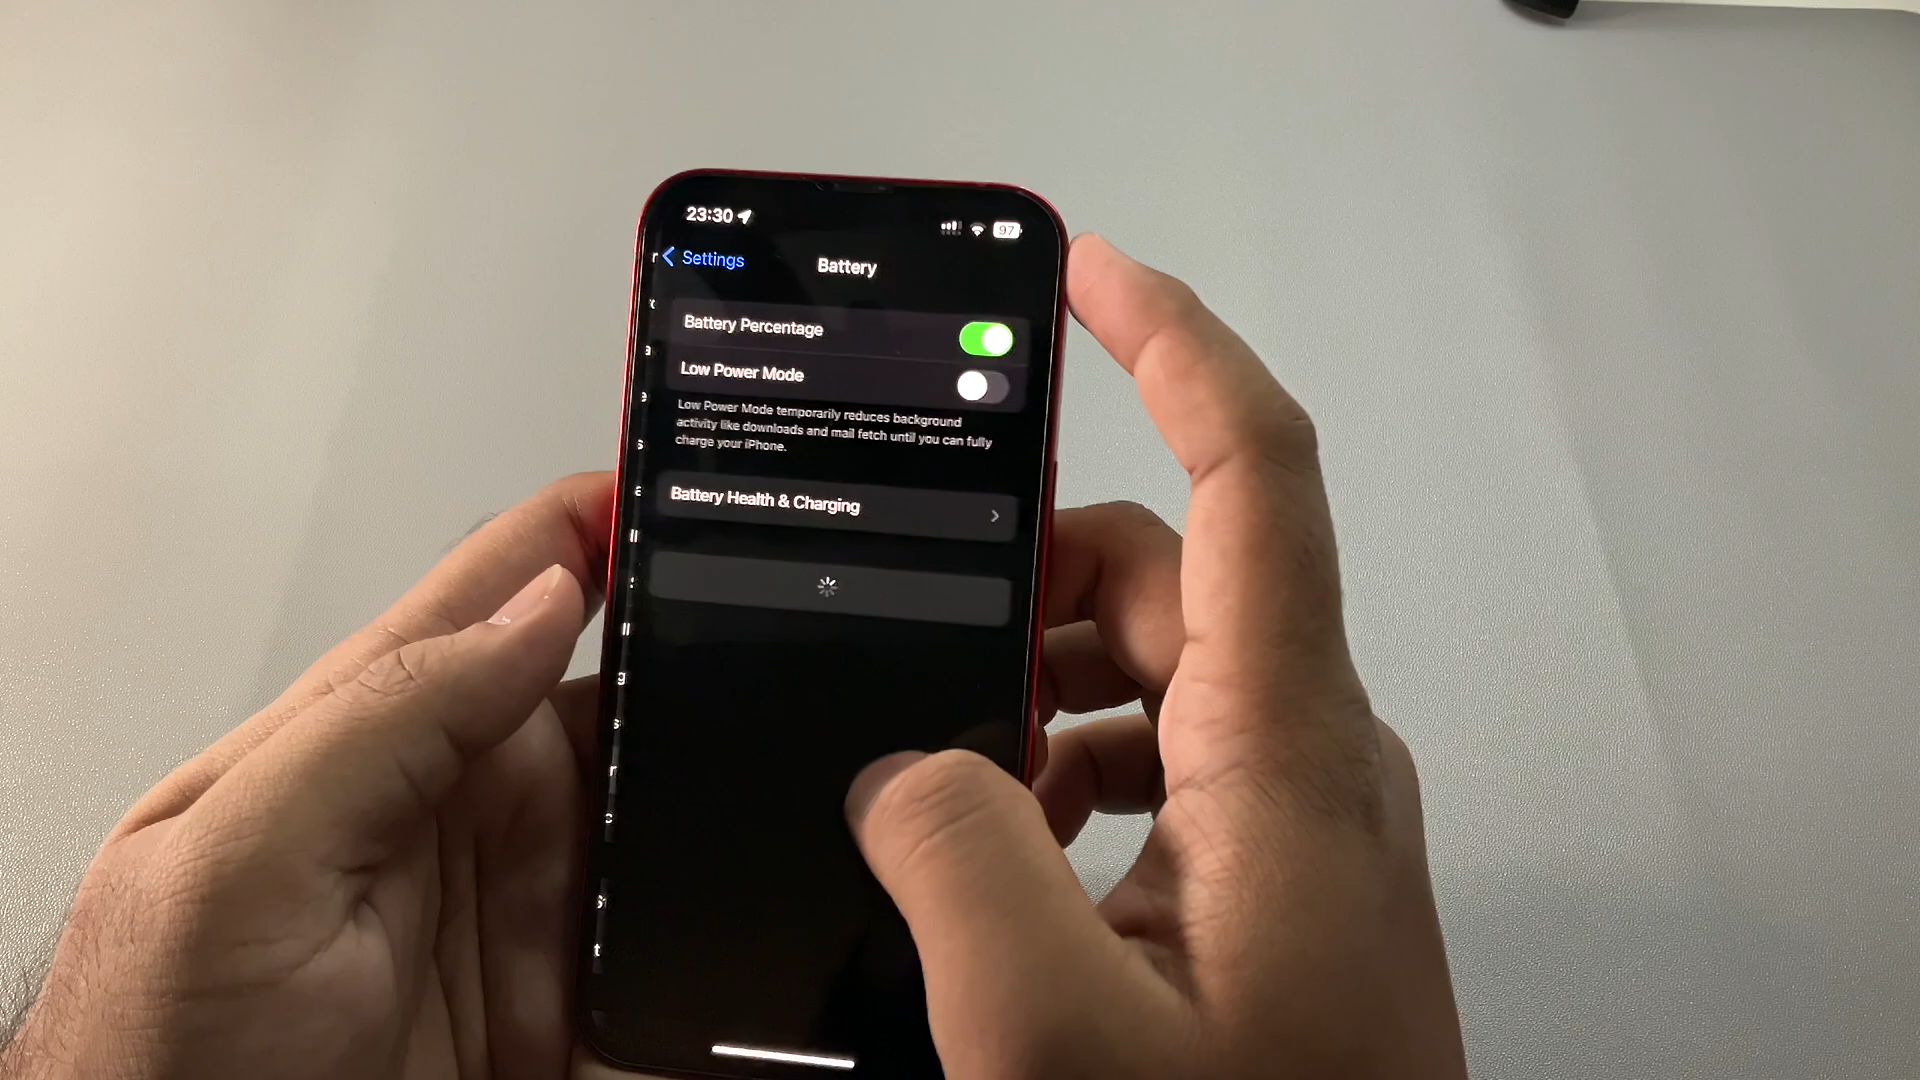 23:30
97
Settings
Battery
Battery Percentage
Low Power Mode
Low Power Mode temporarily reduces background
activity like downloads and mail fetch until you can fully
charge your iPhone.
Battery Health & Charging